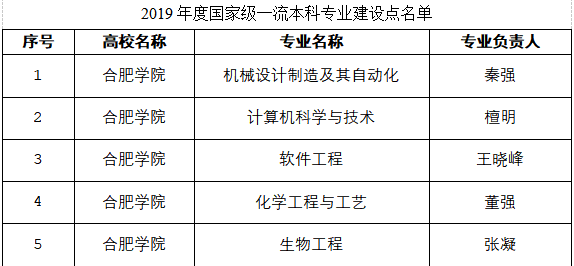 2019 年度国家级一流本科专业建设点名单
序号 高校名称 专业名称 专业负责人
1 合肥学院 机械设计制造及其自动化 秦强
2 合肥学院 计算机科学与技术 檀明
3 合肥学院 软件工程 王晓峰
4 合肥学院 化学工程与工艺 董强
5 合肥学院 生物工程 张凝